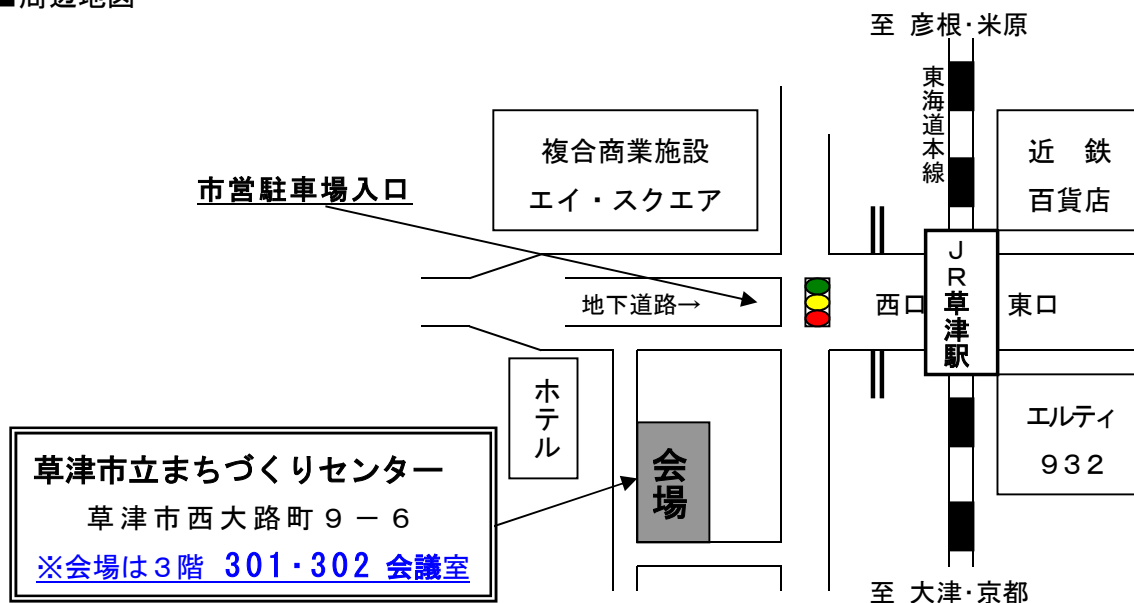 ■周辺地図
至 彦根・米原
東海道本線
複合商業施設
エイ・スクエア
近 鉄
百貨店
市営駐車場入口
地下道路→
西口
JR草津駅
東口
ホテル
会場
エルティ
932
草津市立まちづくりセンター
草津市西大路町9－6
※会場は3階 301・302 会議室
至 大津・京都